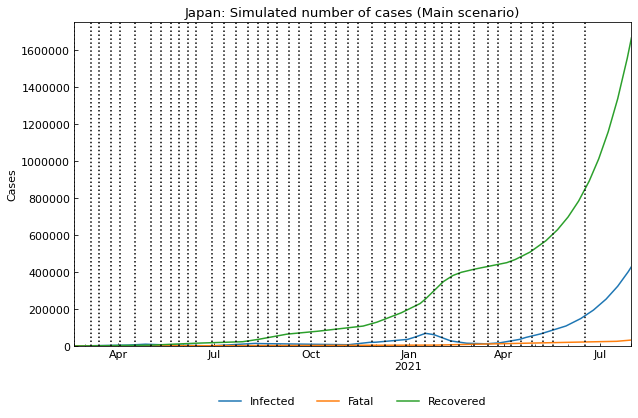 Japan: Simulated number of cases (Main scenario)
Cases
1600000
1400000
1200000
1000000
800000
600000
400000
200000
0
Apr Jul Oct Jan Apr Jul
2021
Infected Fatal Recovered